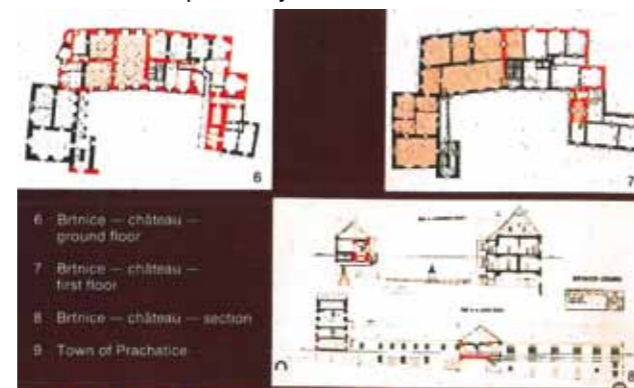 6
7
6 Brtnice — château —
ground floor
7 Brtnice — château —
first floor
8 Brtnice — château — section
9 Town of Prachatice
8